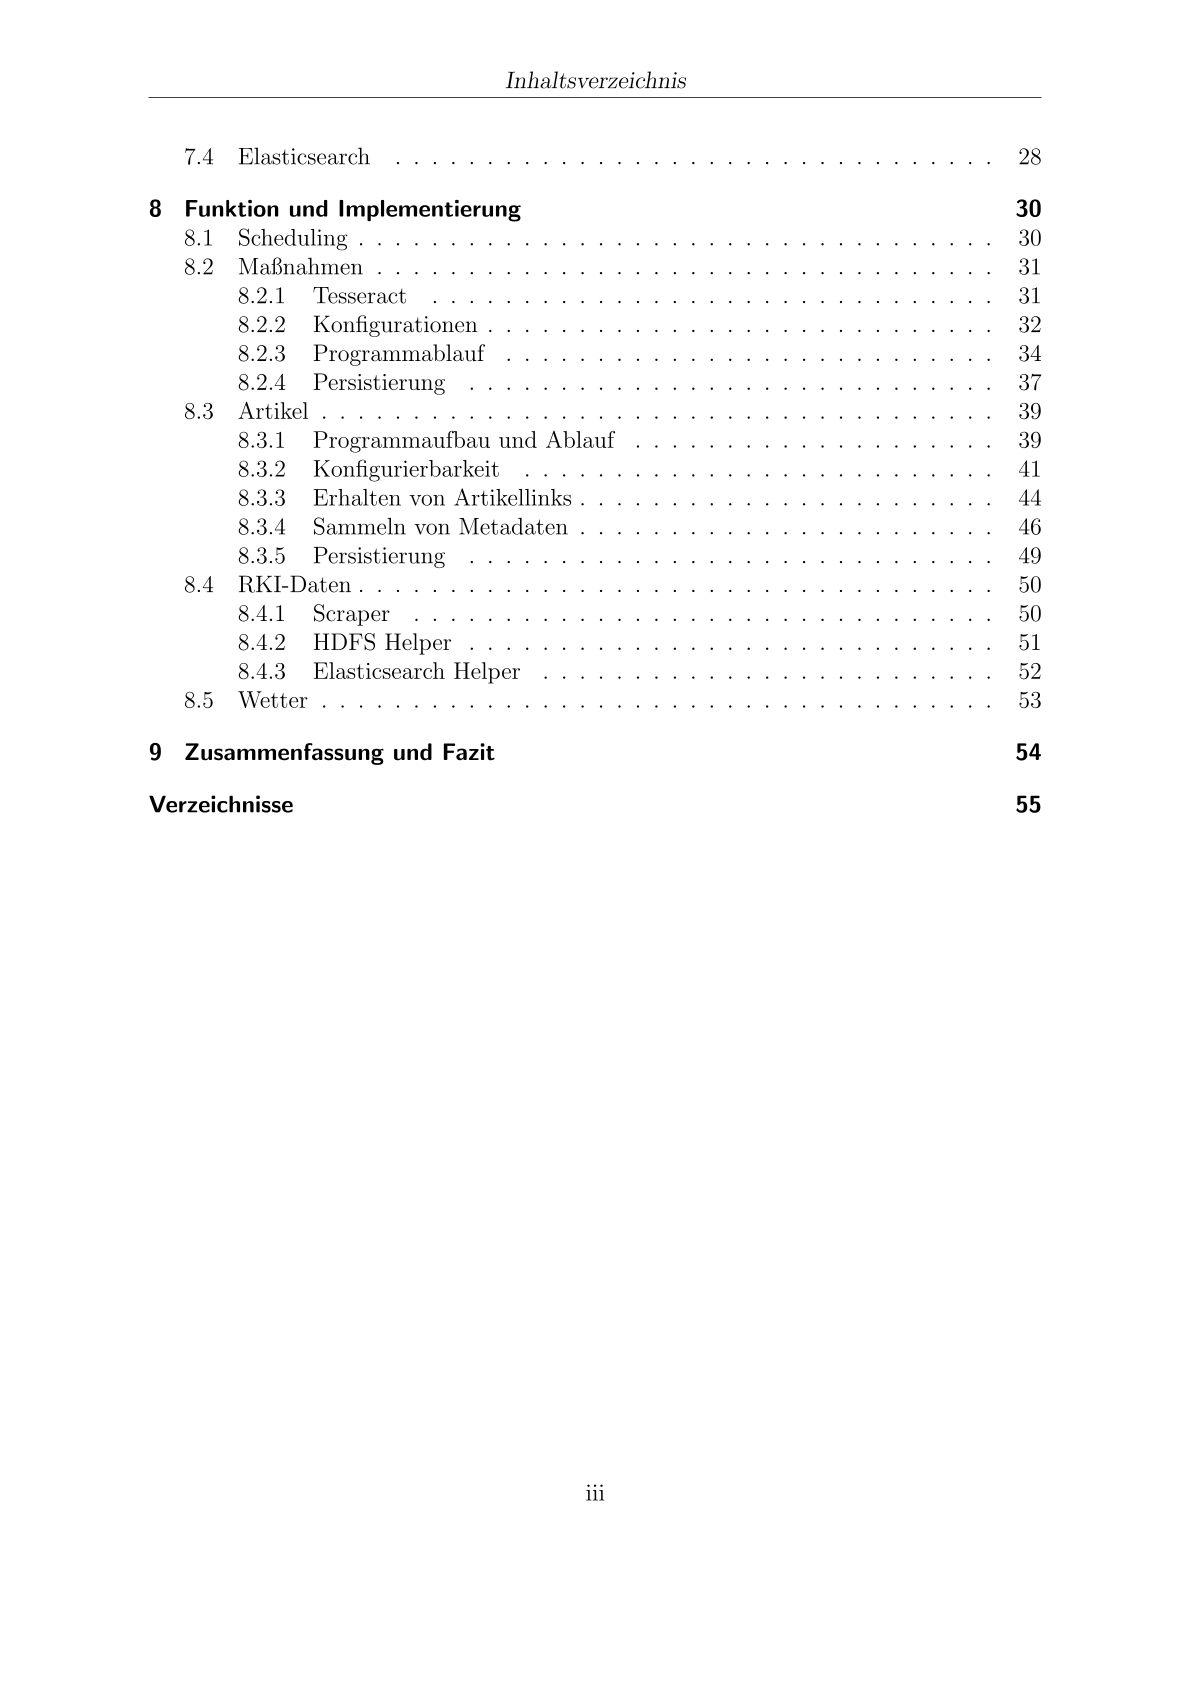 Inhaltsverzeichnis
7.4 Elasticsearch . . . . . . . . . . . . . . . . . . . . . . . . . . . . . . . . . 28
8 Funktion und Implementierung 30
8.1 Scheduling . . . . . . . . . . . . . . . . . . . . . . . . . . . . . . . . . . . 30
8.2 Maßnahmen . . . . . . . . . . . . . . . . . . . . . . . . . . . . . . . . . . 31
8.2.1 Tesseract . . . . . . . . . . . . . . . . . . . . . . . . . . . . . . . 31
8.2.2 Konfigurationen . . . . . . . . . . . . . . . . . . . . . . . . . . . . 32
8.2.3 Programmablauf . . . . . . . . . . . . . . . . . . . . . . . . . . . 34
8.2.4 Persistierung . . . . . . . . . . . . . . . . . . . . . . . . . . . . . 37
8.3 Artikel . . . . . . . . . . . . . . . . . . . . . . . . . . . . . . . . . . . . . 39
8.3.1 Programmaufbau und Ablauf . . . . . . . . . . . . . . . . . . . . 39
8.3.2 Konfigurierbarkeit . . . . . . . . . . . . . . . . . . . . . . . . . . 41
8.3.3 Erhalten von Artikellinks . . . . . . . . . . . . . . . . . . . . . . . 44
8.3.4 Sammeln von Metadaten . . . . . . . . . . . . . . . . . . . . . . . 46
8.3.5 Persistierung . . . . . . . . . . . . . . . . . . . . . . . . . . . . . 49
8.4 RKI-Daten . . . . . . . . . . . . . . . . . . . . . . . . . . . . . . . . . . . 50
8.4.1 Scraper . . . . . . . . . . . . . . . . . . . . . . . . . . . . . . . . 50
8.4.2 HDFS Helper . . . . . . . . . . . . . . . . . . . . . . . . . . . . . 51
8.4.3 Elasticsearch Helper . . . . . . . . . . . . . . . . . . . . . . . . . 52
8.5 Wetter . . . . . . . . . . . . . . . . . . . . . . . . . . . . . . . . . . . . . 53
9 Zusammenfassung und Fazit 54
Verzeichnisse 55
iii